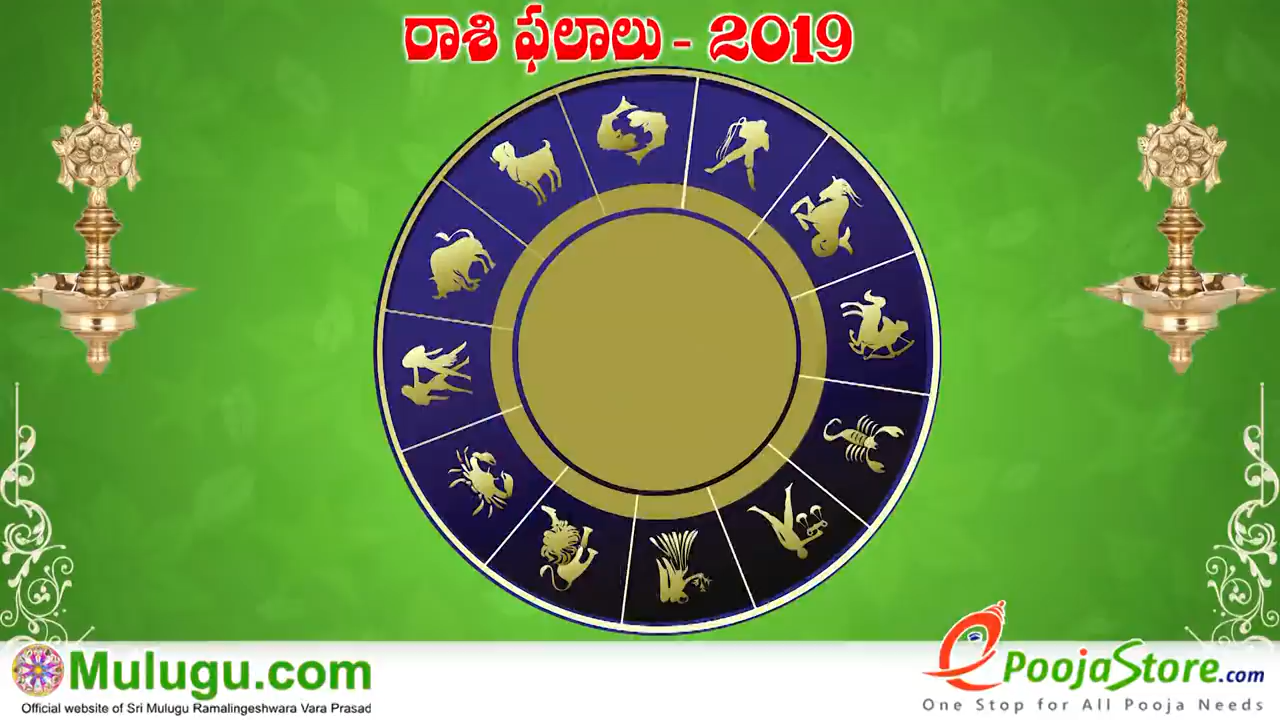 రాశి ఫలాలు - 2019
Mulugu.com
Official website of Sri Mulugu Ramalingeshwara Vara Prasad
ePoojaStore.com
One Stop for All Pooja Needs